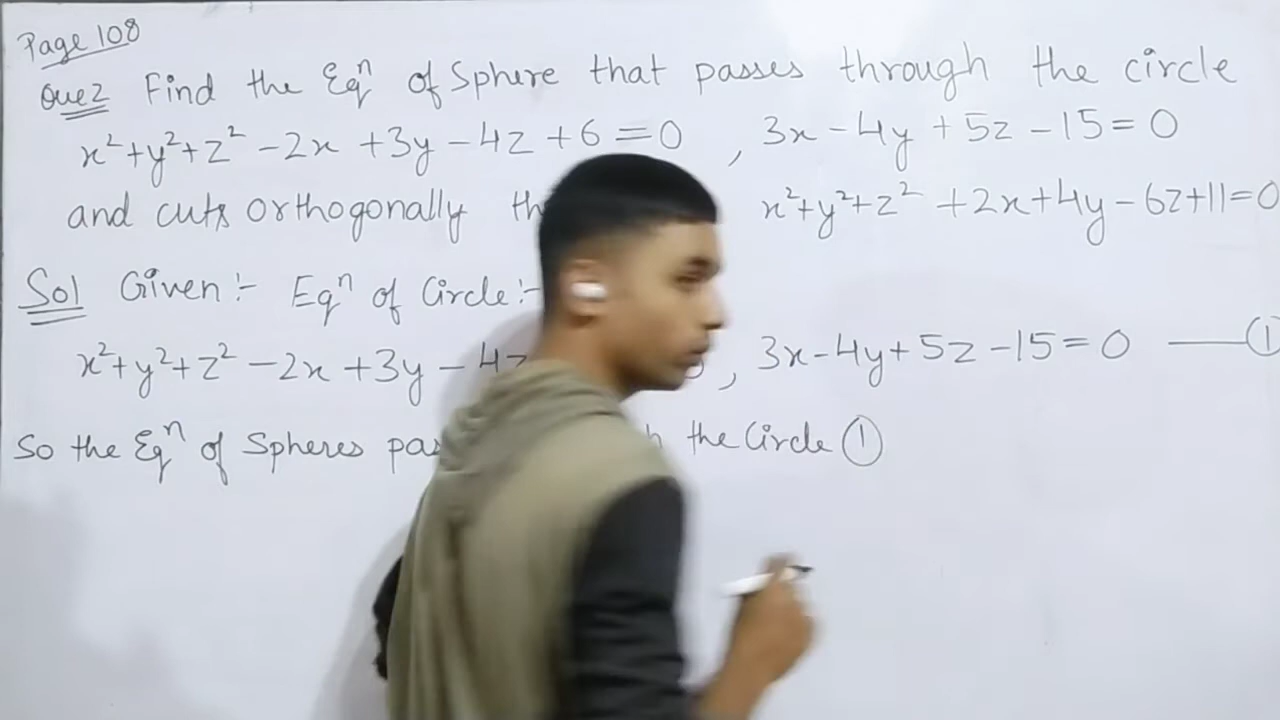 Page 108
Que2 Find the Eqⁿ of Sphere that passes through the circle
x²+y²+z² -2x +3y -4z +6 =0 , 3x -4y +5z -15 = 0
and cuts orthogonally x²+y²+z² +2x+4y-6z+11=0
Sol Given :- Eqⁿ of Circle :-
x²+y²+z² -2x +3y -4z , 3x-4y+5z -15 = 0 —— ①
So the Eqⁿ of Spheres the Circle ①